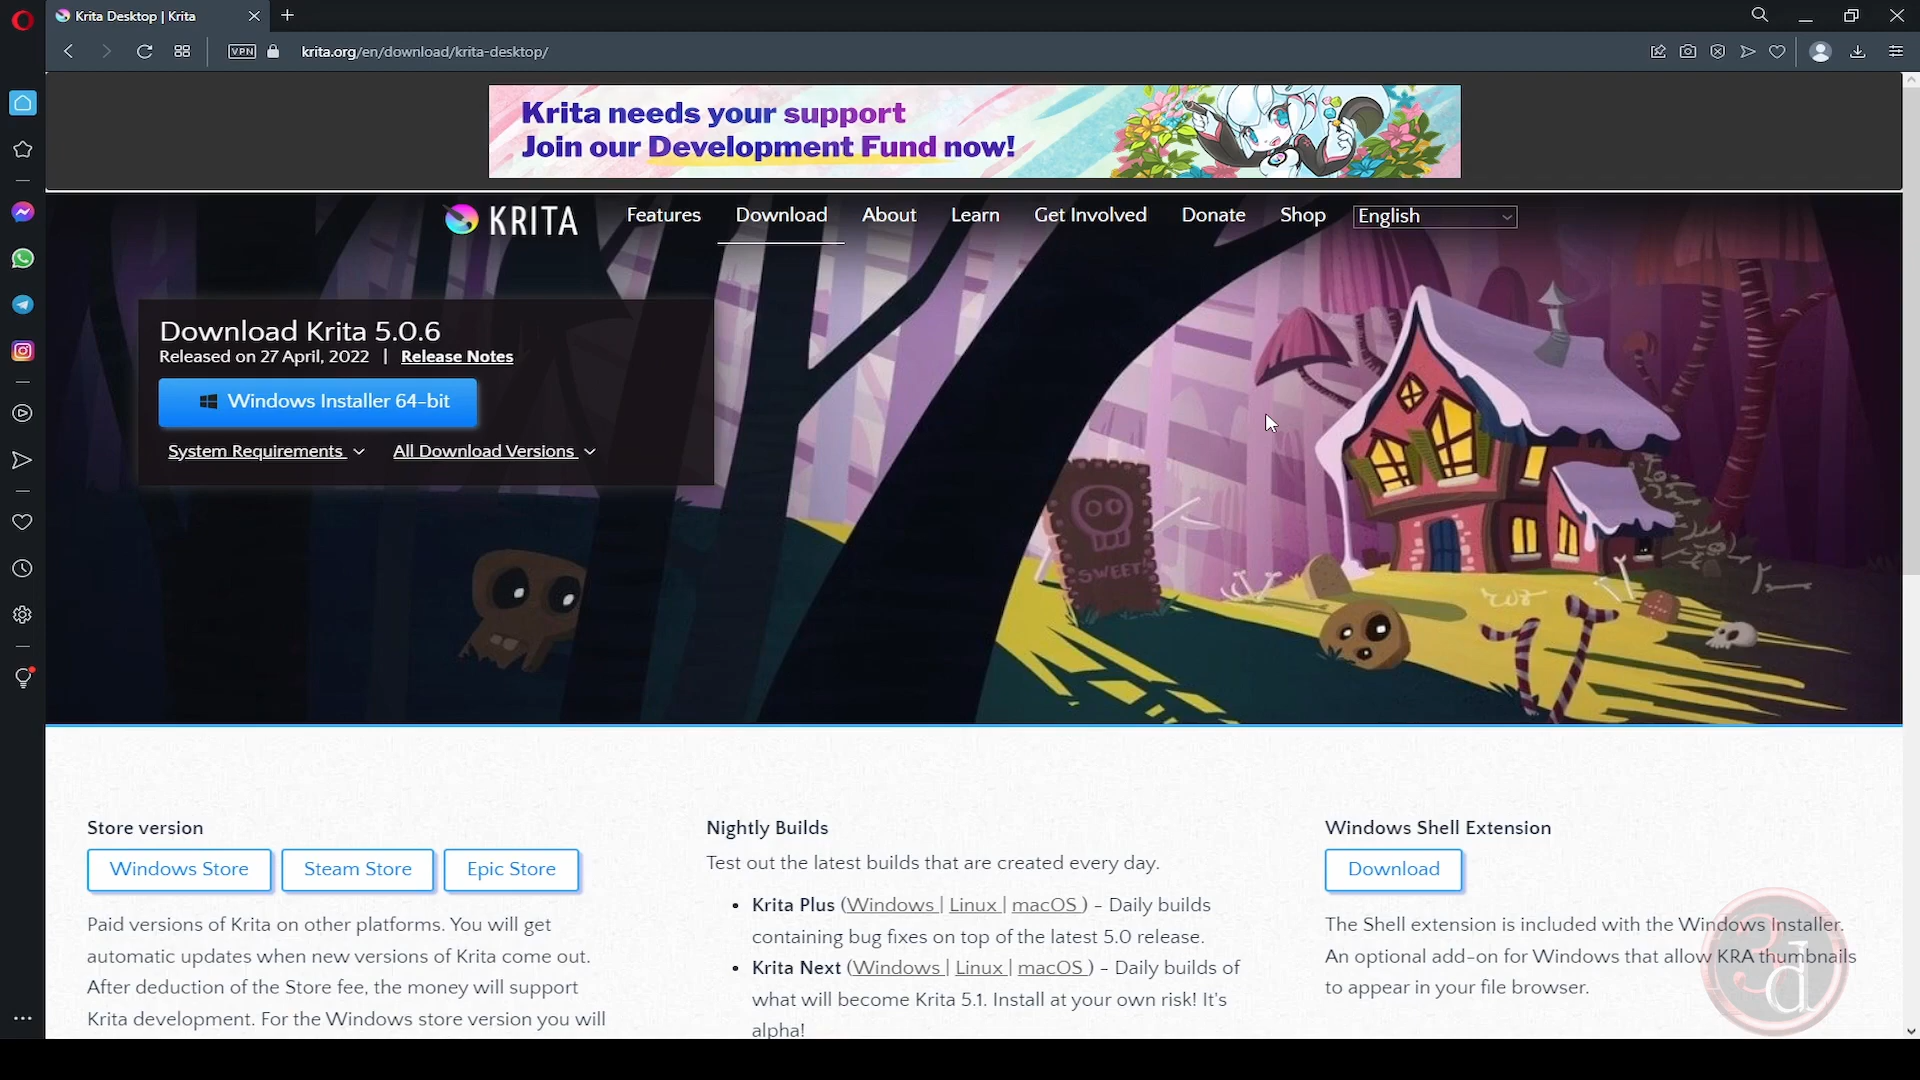 Krita Desktop | Krita
VPN
krita.org/en/download/krita-desktop/
Krita needs your support
Join our Development Fund now!
KRITA
Features
Download
About
Learn
Get Involved
Donate
Shop
English
Download Krita 5.0.6
Released on 27 April, 2022 | Release Notes
Windows Installer 64-bit
System Requirements
All Download Versions
SWEET!
Store version
Windows Store
Steam Store
Epic Store
Paid versions of Krita on other platforms. You will get
automatic updates when new versions of Krita come out.
After deduction of the Store fee, the money will support
Krita development. For the Windows store version you will
Nightly Builds
Test out the latest builds that are created every day.
• Krita Plus (Windows | Linux | macOS ) - Daily builds
containing bug fixes on top of the latest 5.0 release.
• Krita Next (Windows | Linux | macOS ) - Daily builds of
what will become Krita 5.1. Install at your own risk! It's
alpha!
Windows Shell Extension
Download
The Shell extension is included with the Windows Installer.
An optional add-on for Windows that allow KRA thumbnails
to appear in your file browser.
3d